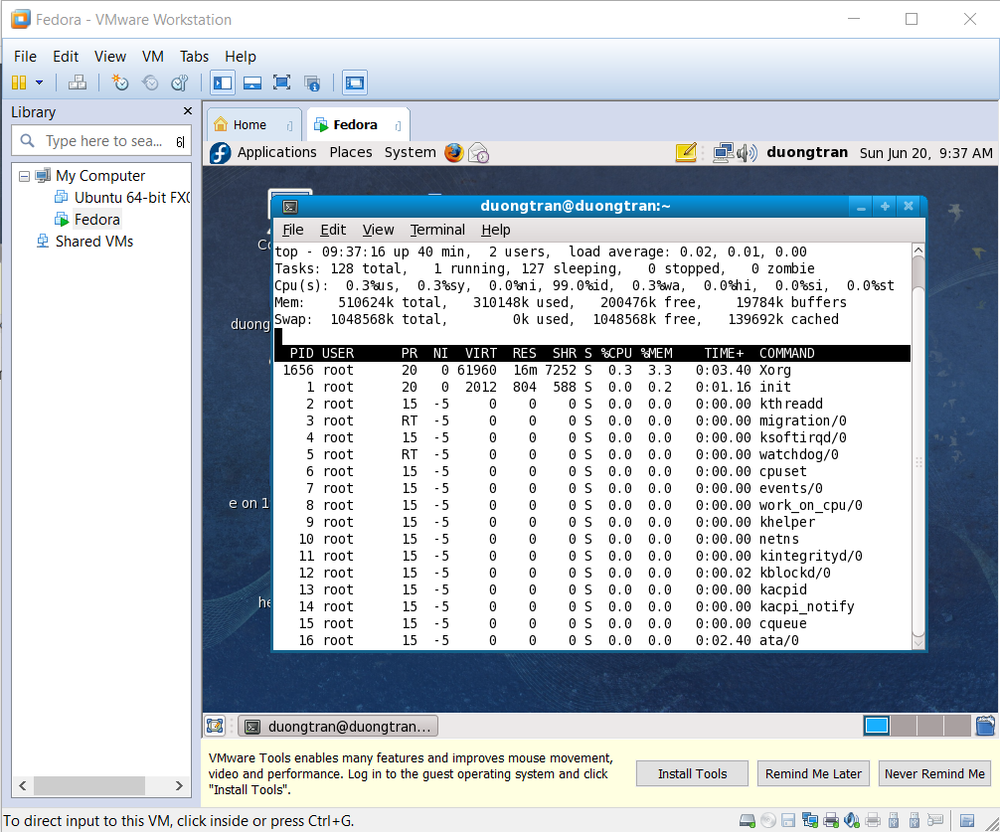 Fedora - VMware Workstation
File Edit View VM Tabs Help
Library
Type here to sea... 6
My Computer
Ubuntu 64-bit FX
Fedora
Shared VMs
Home
Fedora
Applications Places System
duongtran Sun Jun 20, 9:37 AM
duongtran@duongtran:~
File Edit View Terminal Help
top - 09:37:16 up 40 min,  2 users,  load average: 0.02, 0.01, 0.00
Tasks: 128 total,   1 running, 127 sleeping,   0 stopped,   0 zombie
Cpu(s):  0.3%us,  0.3%sy,  0.0%ni, 99.0%id,  0.3%wa,  0.0%hi,  0.0%si,  0.0%st
Mem:    510624k total,   310148k used,   200476k free,    19784k buffers
Swap:  1048568k total,        0k used,  1048568k free,   139692k cached
PID USER      PR  NI  VIRT  RES  SHR S %CPU %MEM    TIME+  COMMAND
1656 root      20   0 61960  16m 7252 S  0.3  3.3   0:03.40 Xorg
1 root      20   0  2012  804  588 S  0.0  0.2   0:01.16 init
2 root      15  -5     0    0    0 S  0.0  0.0   0:00.00 kthreadd
3 root      RT  -5     0    0    0 S  0.0  0.0   0:00.00 migration/0
4 root      15  -5     0    0    0 S  0.0  0.0   0:00.00 ksoftirqd/0
5 root      RT  -5     0    0    0 S  0.0  0.0   0:00.00 watchdog/0
6 root      15  -5     0    0    0 S  0.0  0.0   0:00.00 cpuset
7 root      15  -5     0    0    0 S  0.0  0.0   0:00.00 events/0
8 root      15  -5     0    0    0 S  0.0  0.0   0:00.00 work_on_cpu/0
9 root      15  -5     0    0    0 S  0.0  0.0   0:00.00 khelper
10 root      15  -5     0    0    0 S  0.0  0.0   0:00.00 netns
11 root      15  -5     0    0    0 S  0.0  0.0   0:00.00 kintegrityd/0
12 root      15  -5     0    0    0 S  0.0  0.0   0:00.02 kblockd/0
13 root      15  -5     0    0    0 S  0.0  0.0   0:00.00 kacpid
14 root      15  -5     0    0    0 S  0.0  0.0   0:00.00 kacpi_notify
15 root      15  -5     0    0    0 S  0.0  0.0   0:00.00 cqueue
16 root      15  -5     0    0    0 S  0.0  0.0   0:02.40 ata/0
duong
e on 1
he
duongtran@duongtran...
VMware Tools enables many features and improves mouse movement,
video and performance. Log in to the guest operating system and click
"Install Tools".
Install Tools
Remind Me Later
Never Remind Me
To direct input to this VM, click inside or press Ctrl+G.